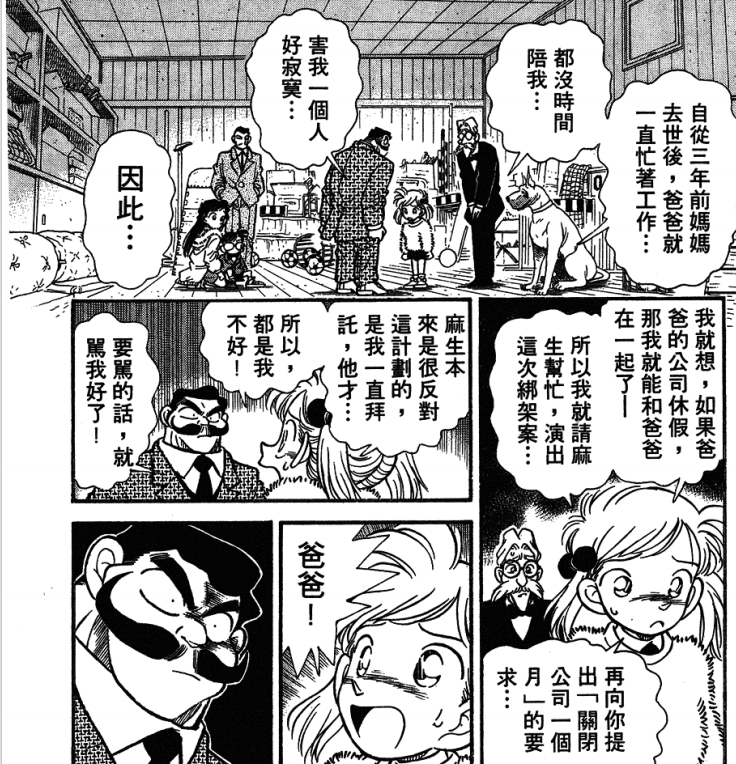 自從三年前媽媽
去世後，爸爸就
一直忙著工作…
都沒時間
陪我…
害我一個人
好寂寞…
因此…
我就想，如果爸
爸的公司休假，
那我就能和爸爸
在一起了—
所以我就請麻
生幫忙，演出
這次綁架案…
再向你提
出「關閉
公司一個
月」的要
求…
麻生本
來是很反對
這計劃的，
是我一直拜
託，他才…
所以，
都是我
不好！
要罵的話，就
罵我好了！
爸爸！